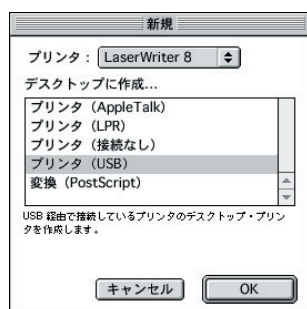 新規
プリンタ : LaserWriter 8
デスクトップに作成...
プリンタ (AppleTalk)
プリンタ (LPR)
プリンタ (接続なし)
プリンタ (USB)
変換 (PostScript)
USB 経由で接続しているプリンタのデスクトップ・プリン
タを作成します。
キャンセル OK